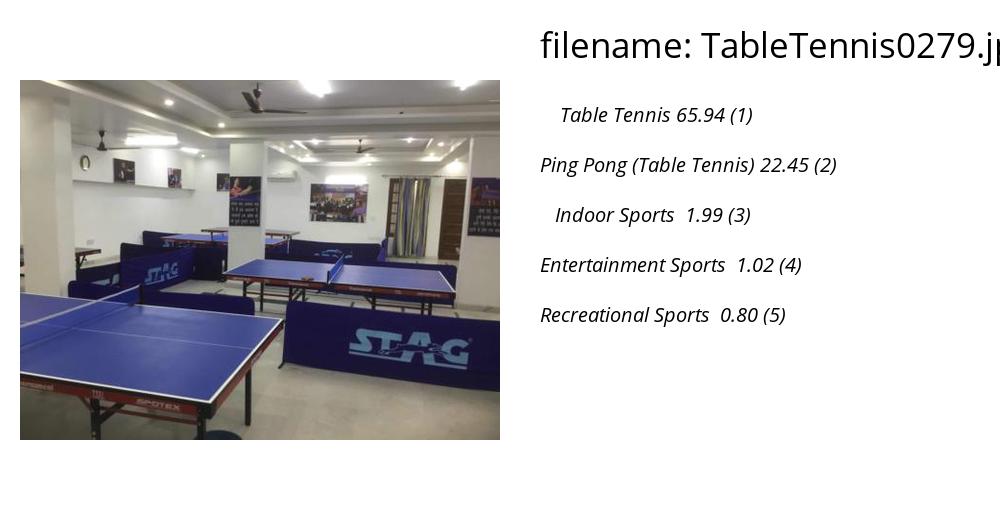 filename: TableTennis0279.jp
Table Tennis 65.94 (1)
Ping Pong (Table Tennis) 22.45 (2)
Indoor Sports 1.99 (3)
Entertainment Sports 1.02 (4)
Recreational Sports 0.80 (5)
STAG
STAG
SPOTEX